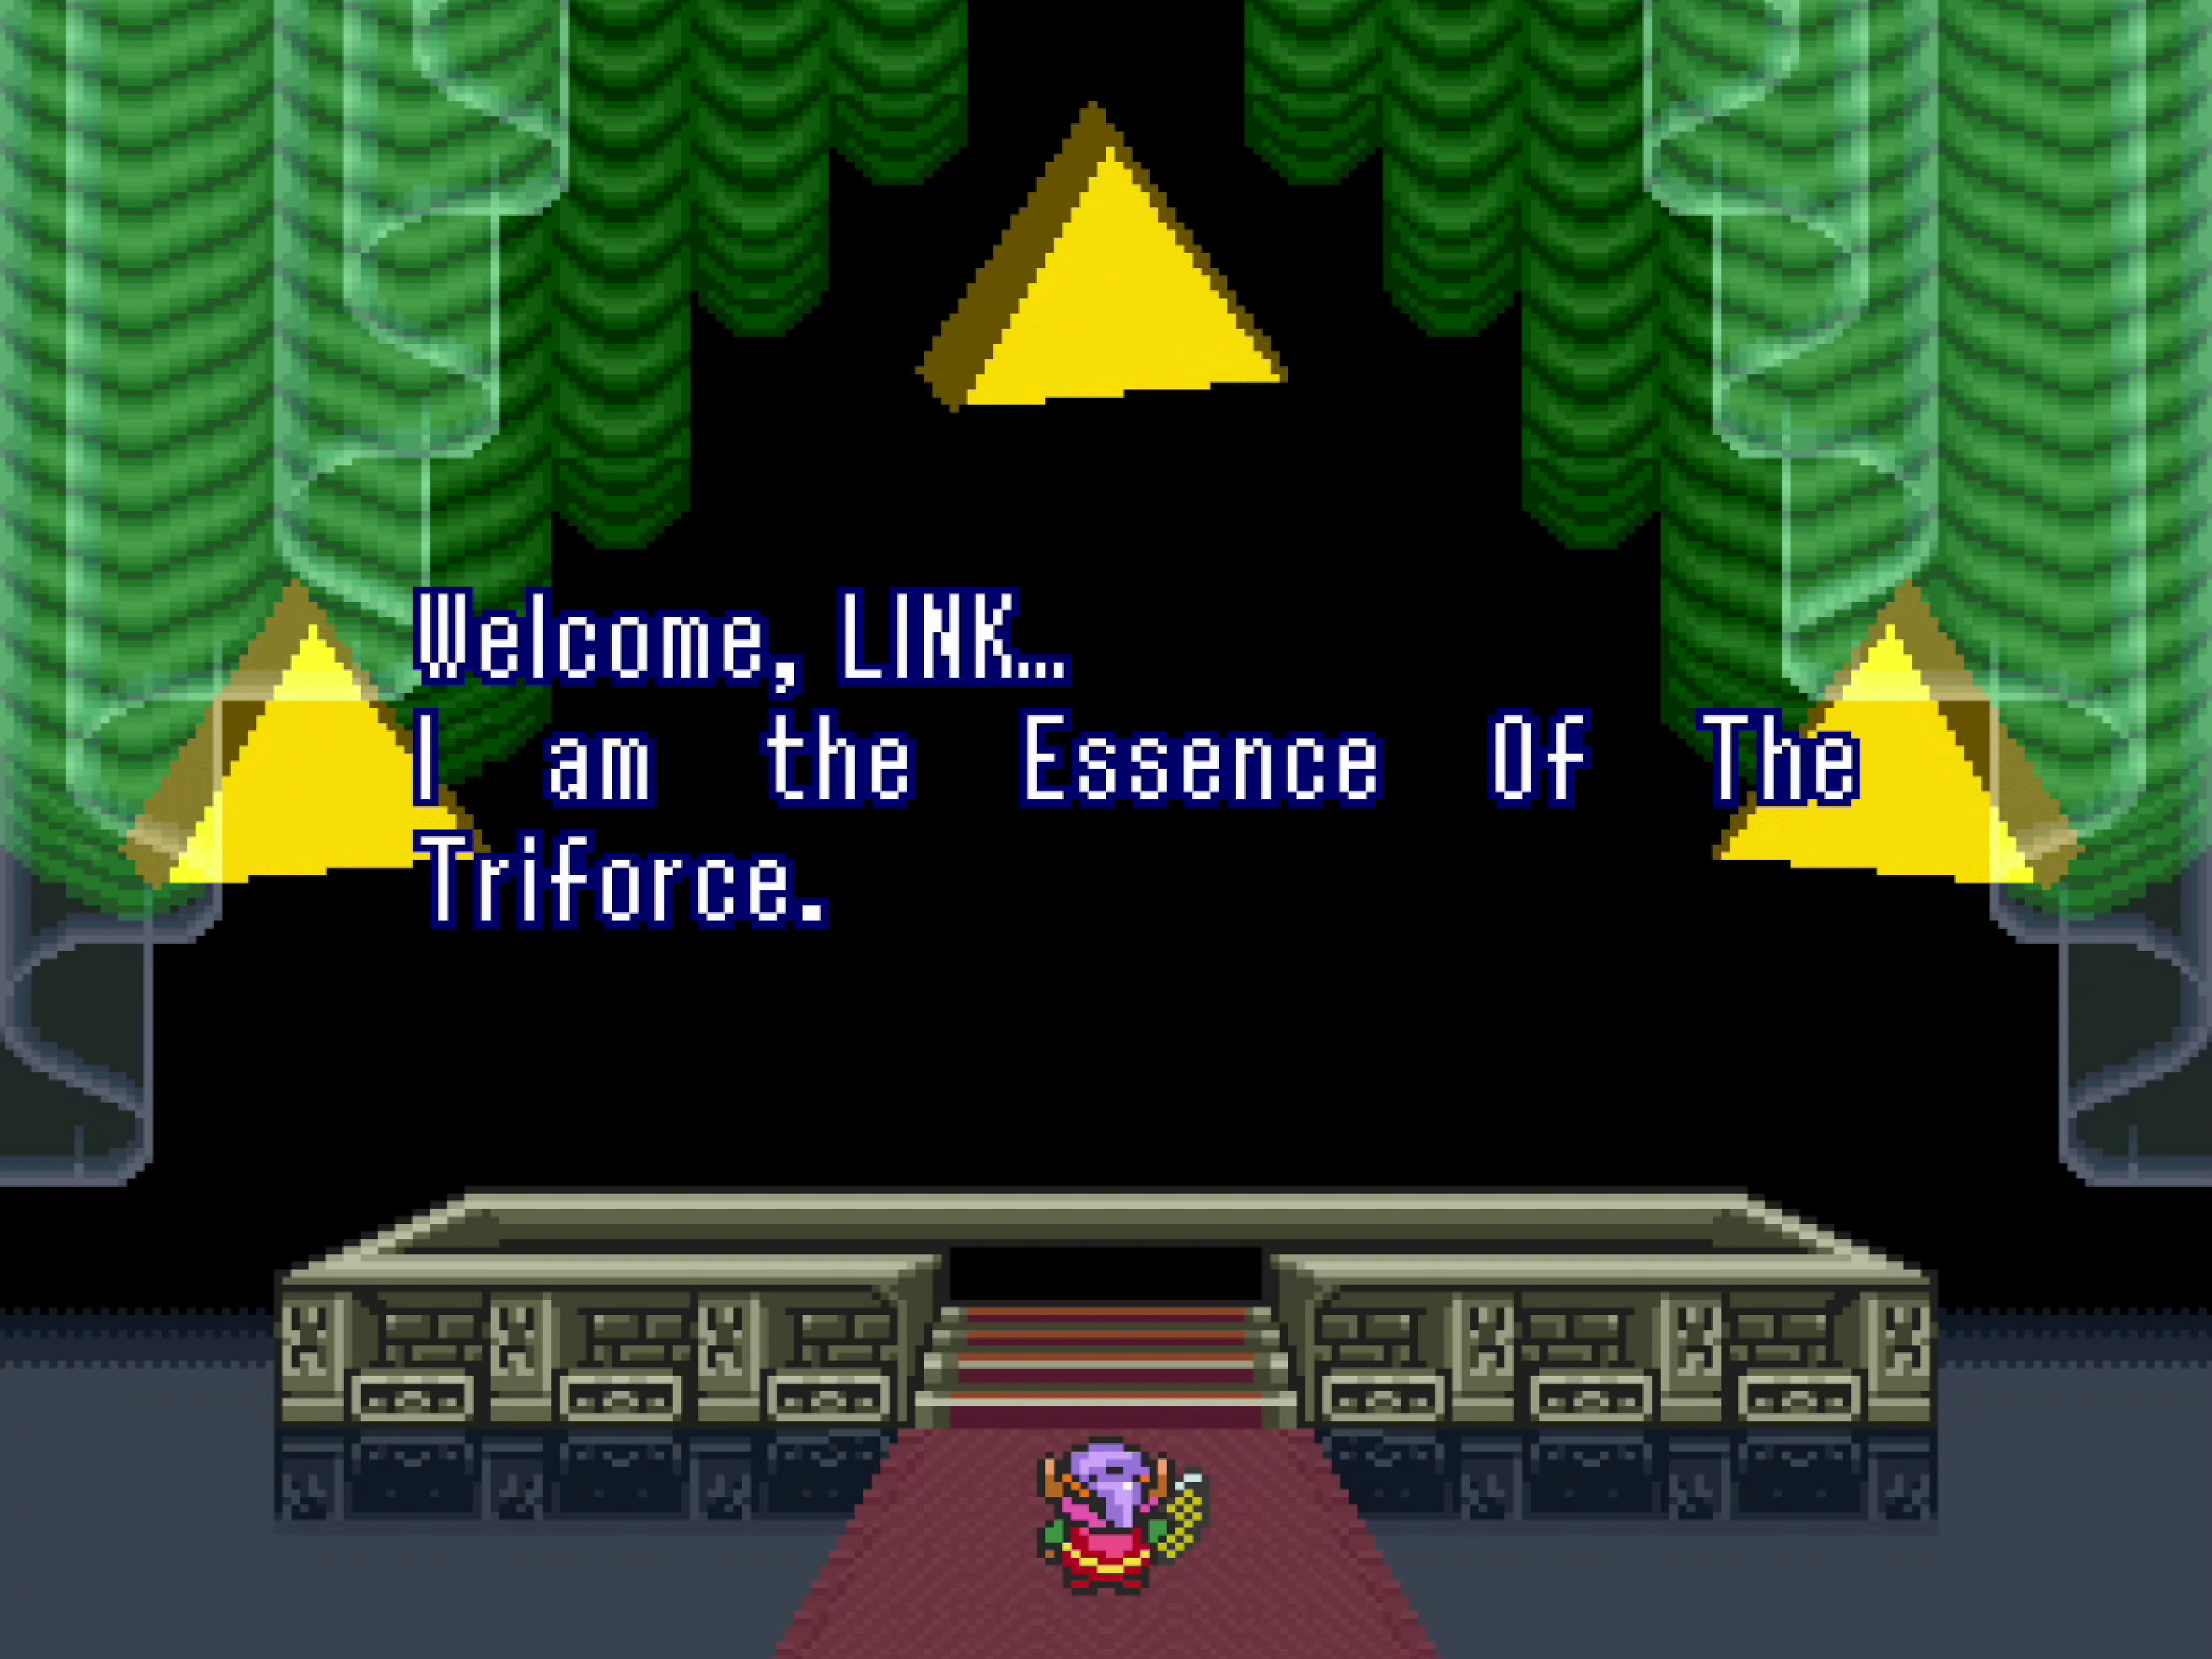 Welcome, LINK…
I am the Essence Of The
Triforce.